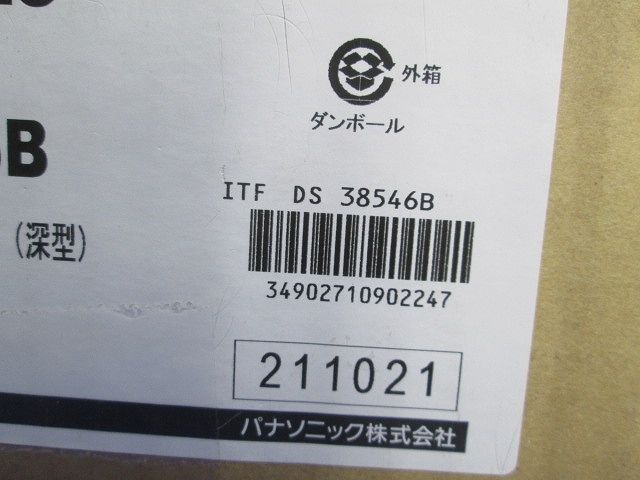 外箱
ダンボール
B
ITF DS 38546B
(深型)
34902710902247
211021
パナソニック株式会社